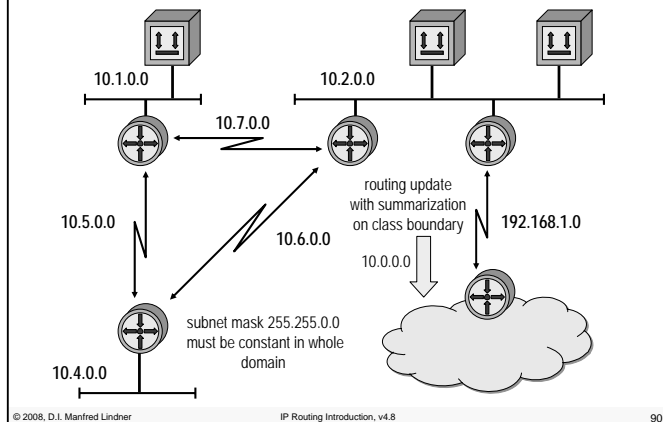 10.1.0.0
10.2.0.0
10.7.0.0
routing update
with summarization
on class boundary
10.5.0.0
10.6.0.0
192.168.1.0
10.0.0.0
subnet mask 255.255.0.0
must be constant in whole
domain
10.4.0.0
© 2008, D.I. Manfred Lindner
IP Routing Introduction, v4.8
90